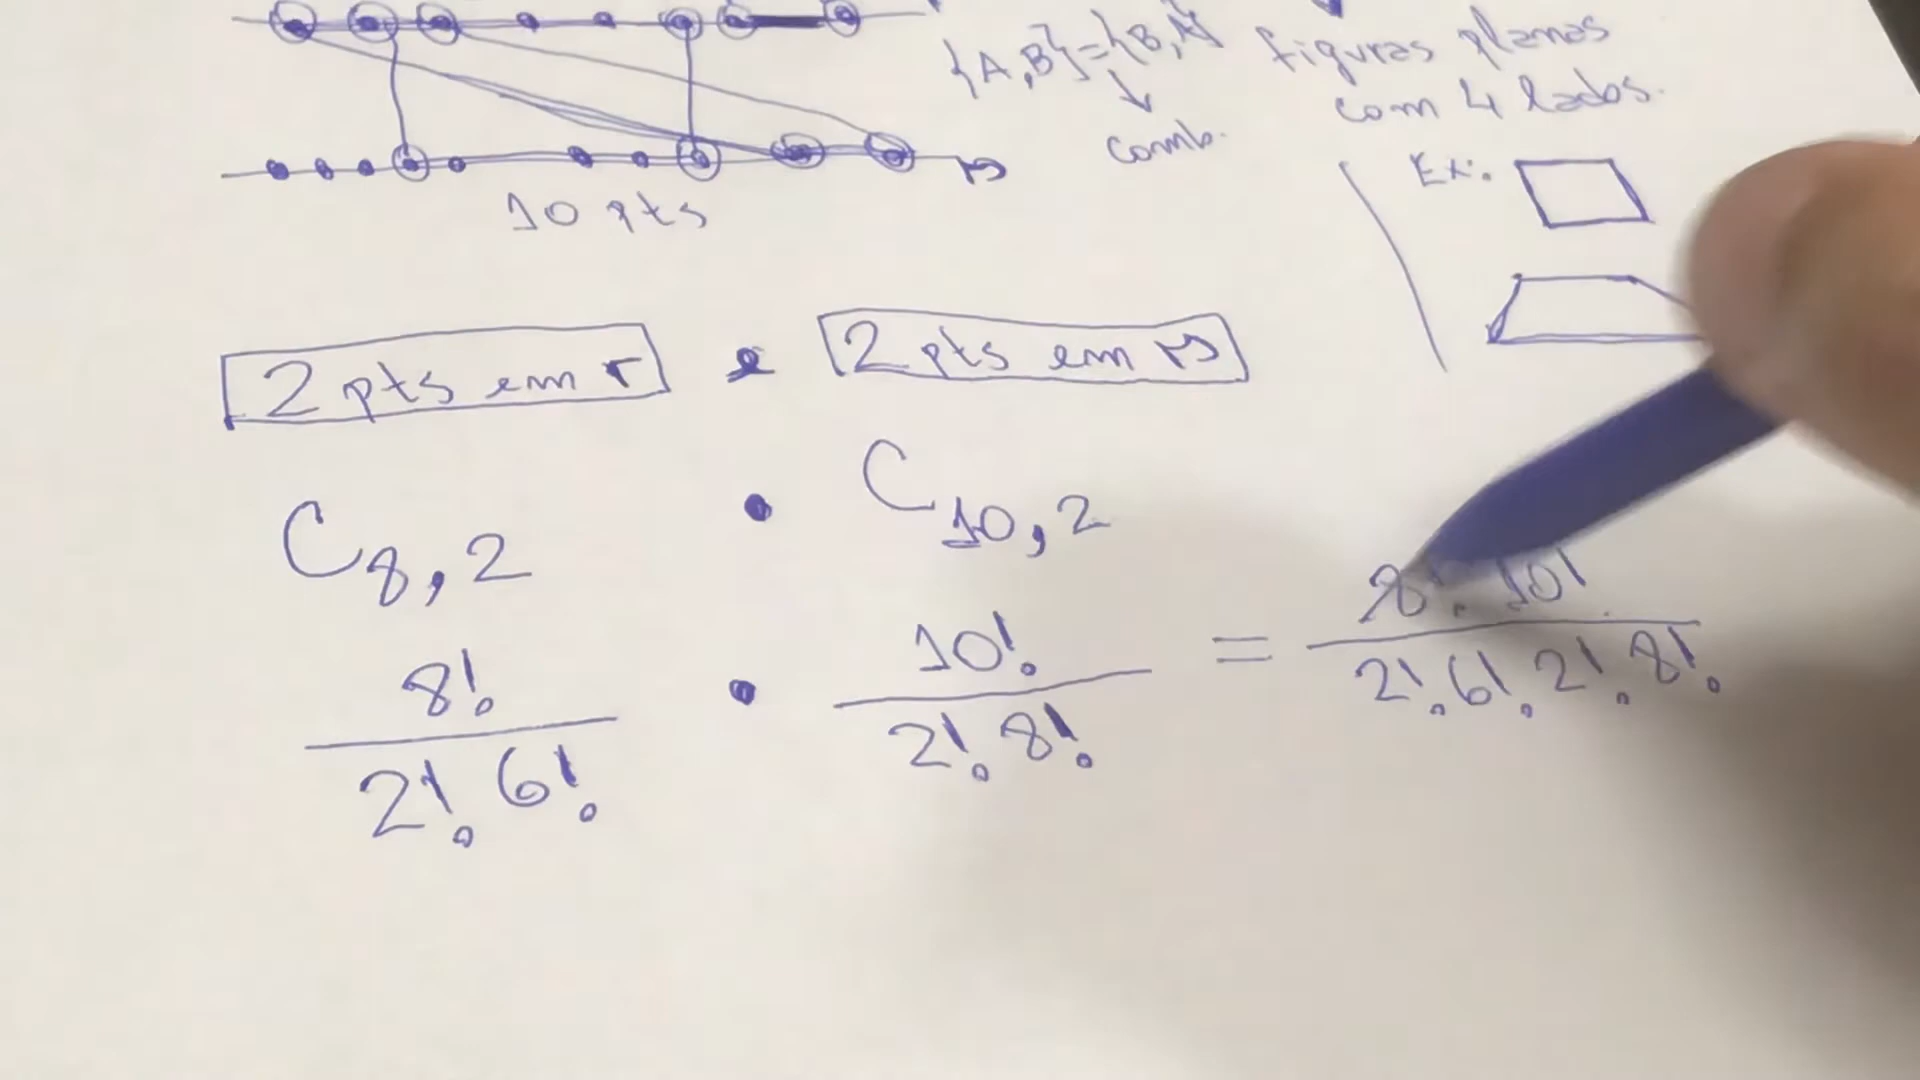 {A,B}={B,A}
↓
comb.
figuras planas
com 4 lados.
Ex:
s
10 pts
2 pts em r e 2 pts em s
C8,2 · C10,2
8! / 2! 6! · 10! / 2! 8! = 8! 10! / 2! 6! 2! 8!